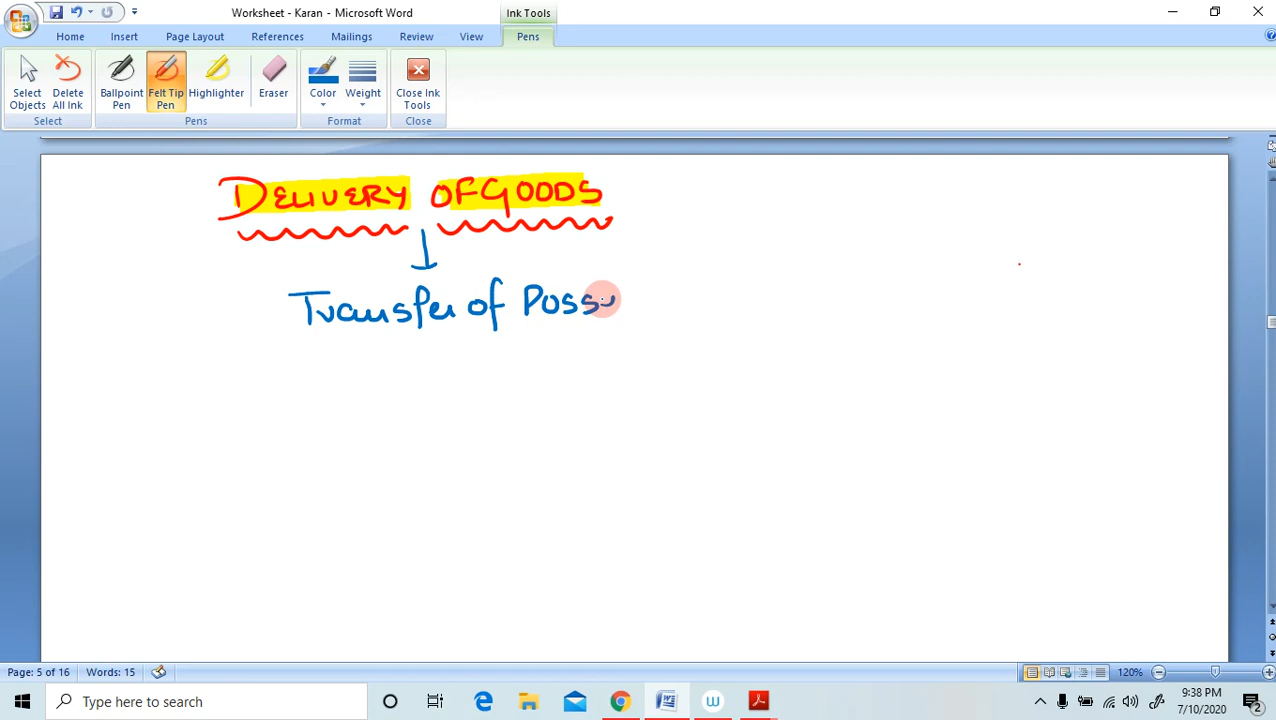 Worksheet - Karan - Microsoft Word
Ink Tools
Home Insert Page Layout References Mailings Review View Pens
Select Objects
Delete All Ink
Ballpoint Pen
Felt Tip Pen
Highlighter
Eraser
Color
Weight
Close Ink Tools
Select Pens Format Close
DELIVERY OF GOODS
Transfer of Poss
Page: 5 of 16 Words: 15 120%
Type here to search
9:38 PM
7/10/2020
2